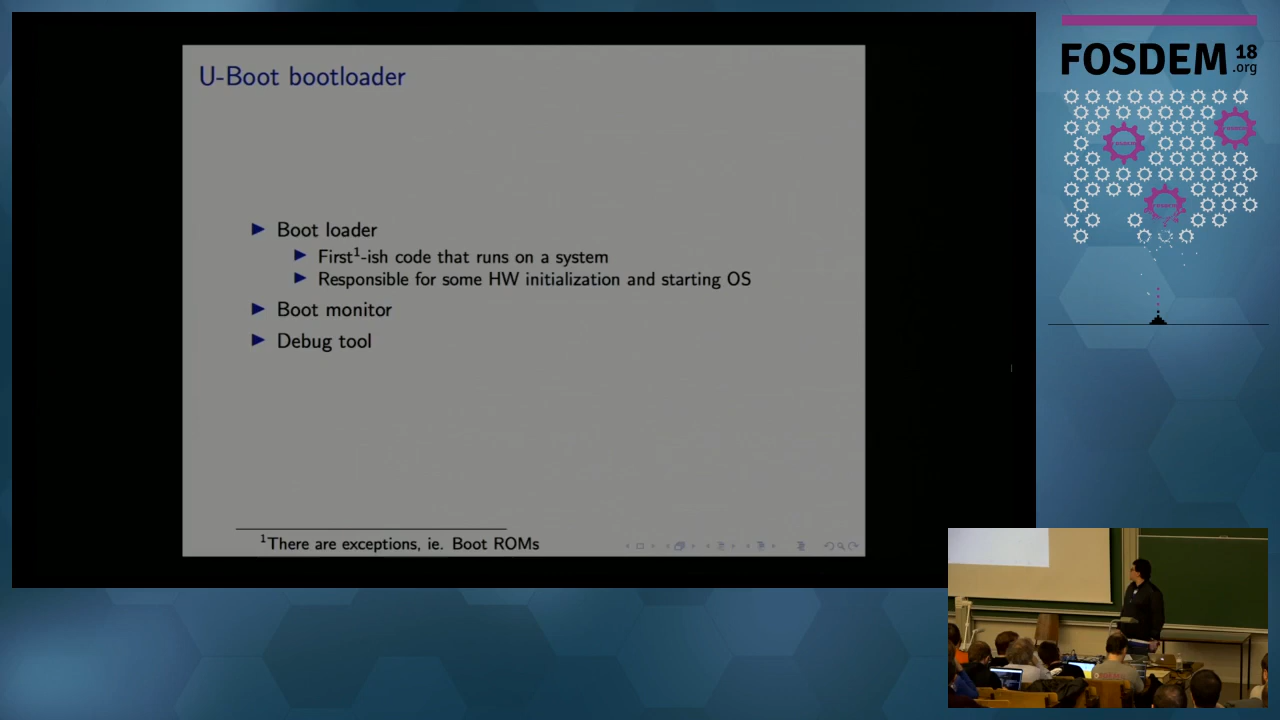 U-Boot bootloader
Boot loader
First¹-ish code that runs on a system
Responsible for some HW initialization and starting OS
Boot monitor
Debug tool
¹There are exceptions, ie. Boot ROMs
FOSDEM 18
.org